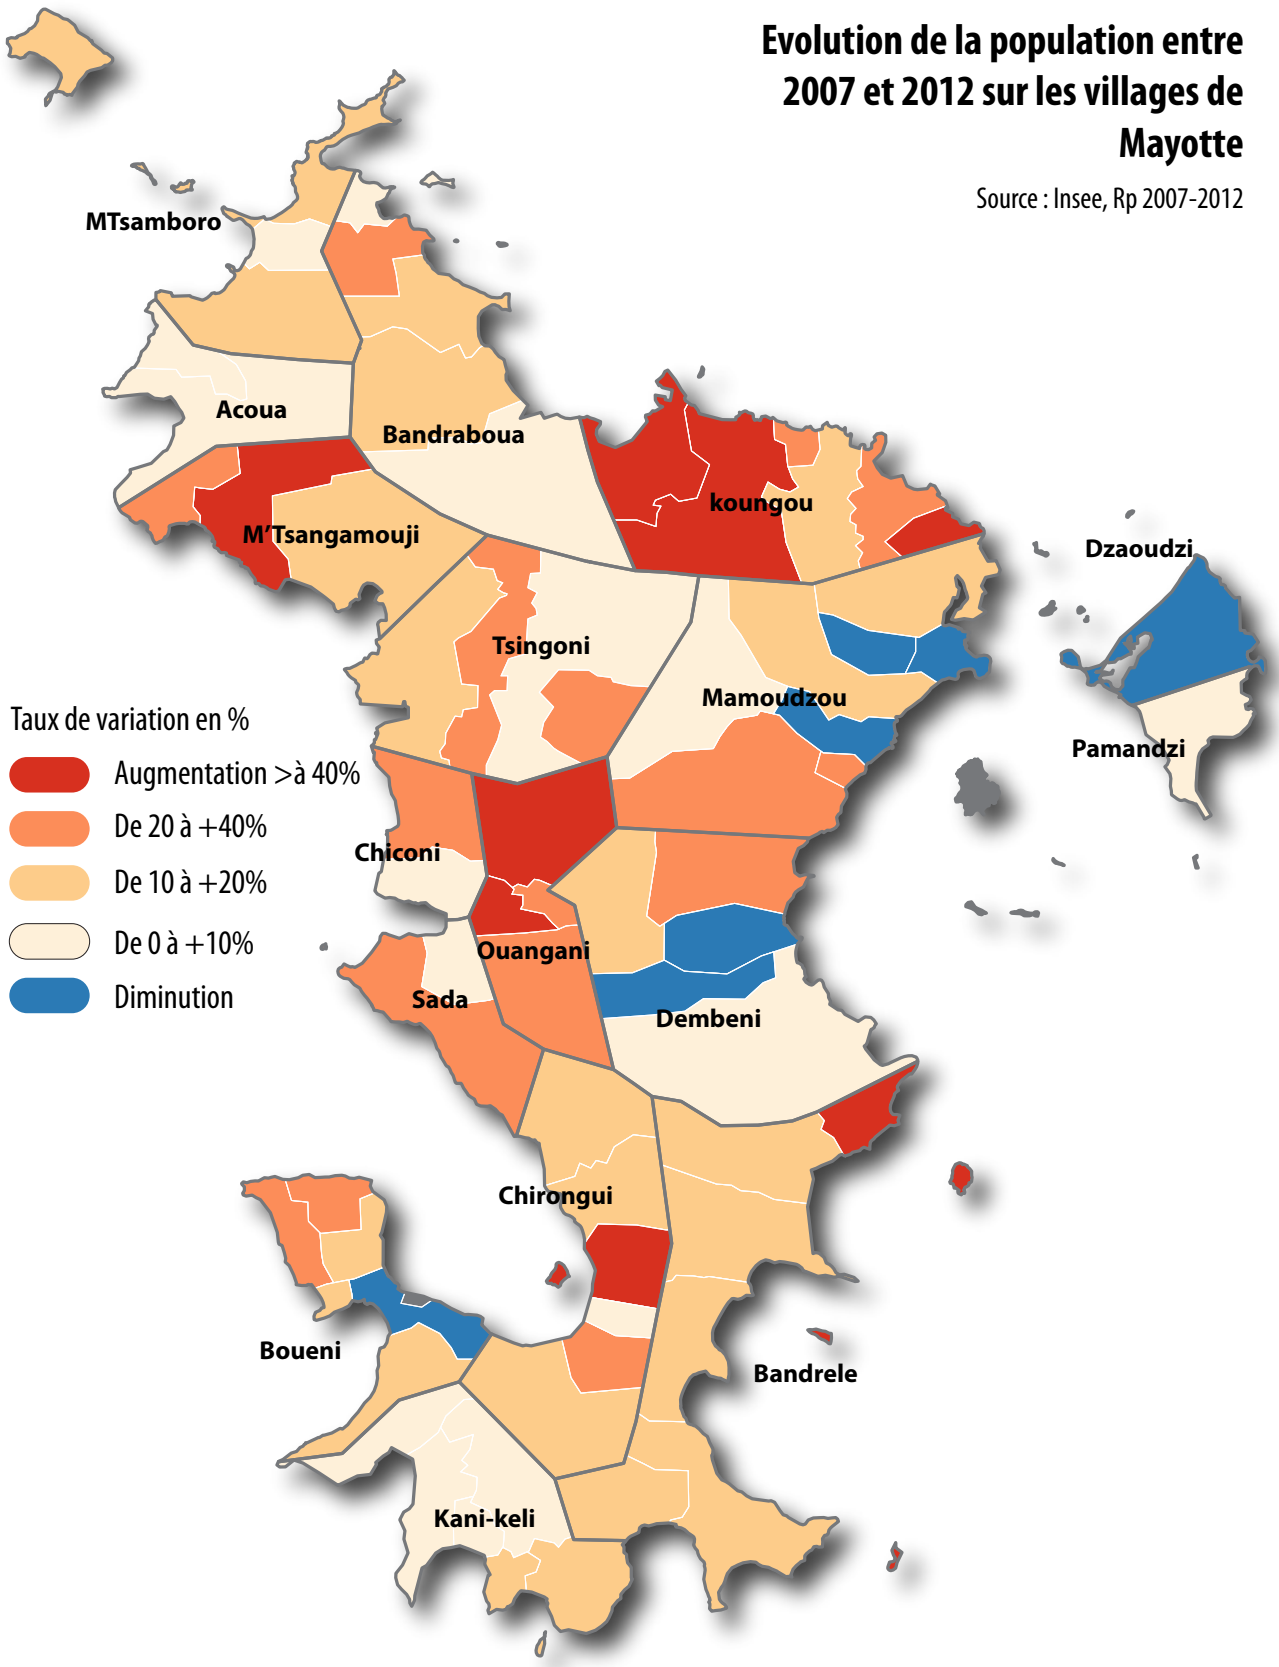 Evolution de la population entre
2007 et 2012 sur les villages de
Mayotte
Source : Insee, Rp 2007-2012
MTsamboro
Acoua
Bandraboua
koungou
M'Tsangamouji
Dzaoudzi
Tsingoni
Mamoudzou
Pamandzi
Taux de variation en %
Augmentation >à 40%
De 20 à +40%
De 10 à +20%
De 0 à +10%
Diminution
Chiconi
Ouangani
Sada
Dembeni
Chirongui
Boueni
Bandrele
Kani-keli